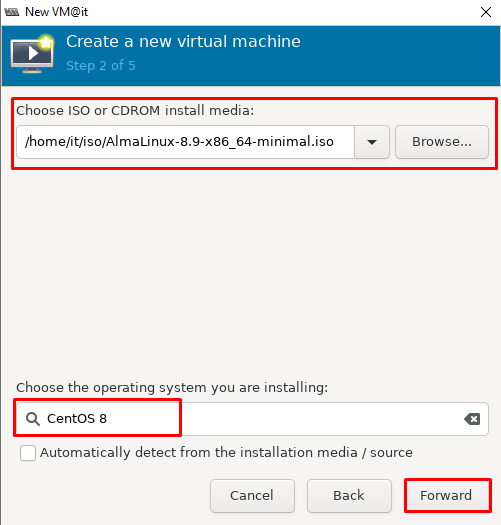 New VM@it
Create a new virtual machine
Step 2 of 5
Choose ISO or CDROM install media:
/home/it/iso/AlmaLinux-8.9-x86_64-minimal.iso
Browse...
Choose the operating system you are installing:
CentOS 8
Automatically detect from the installation media / source
Cancel
Back
Forward